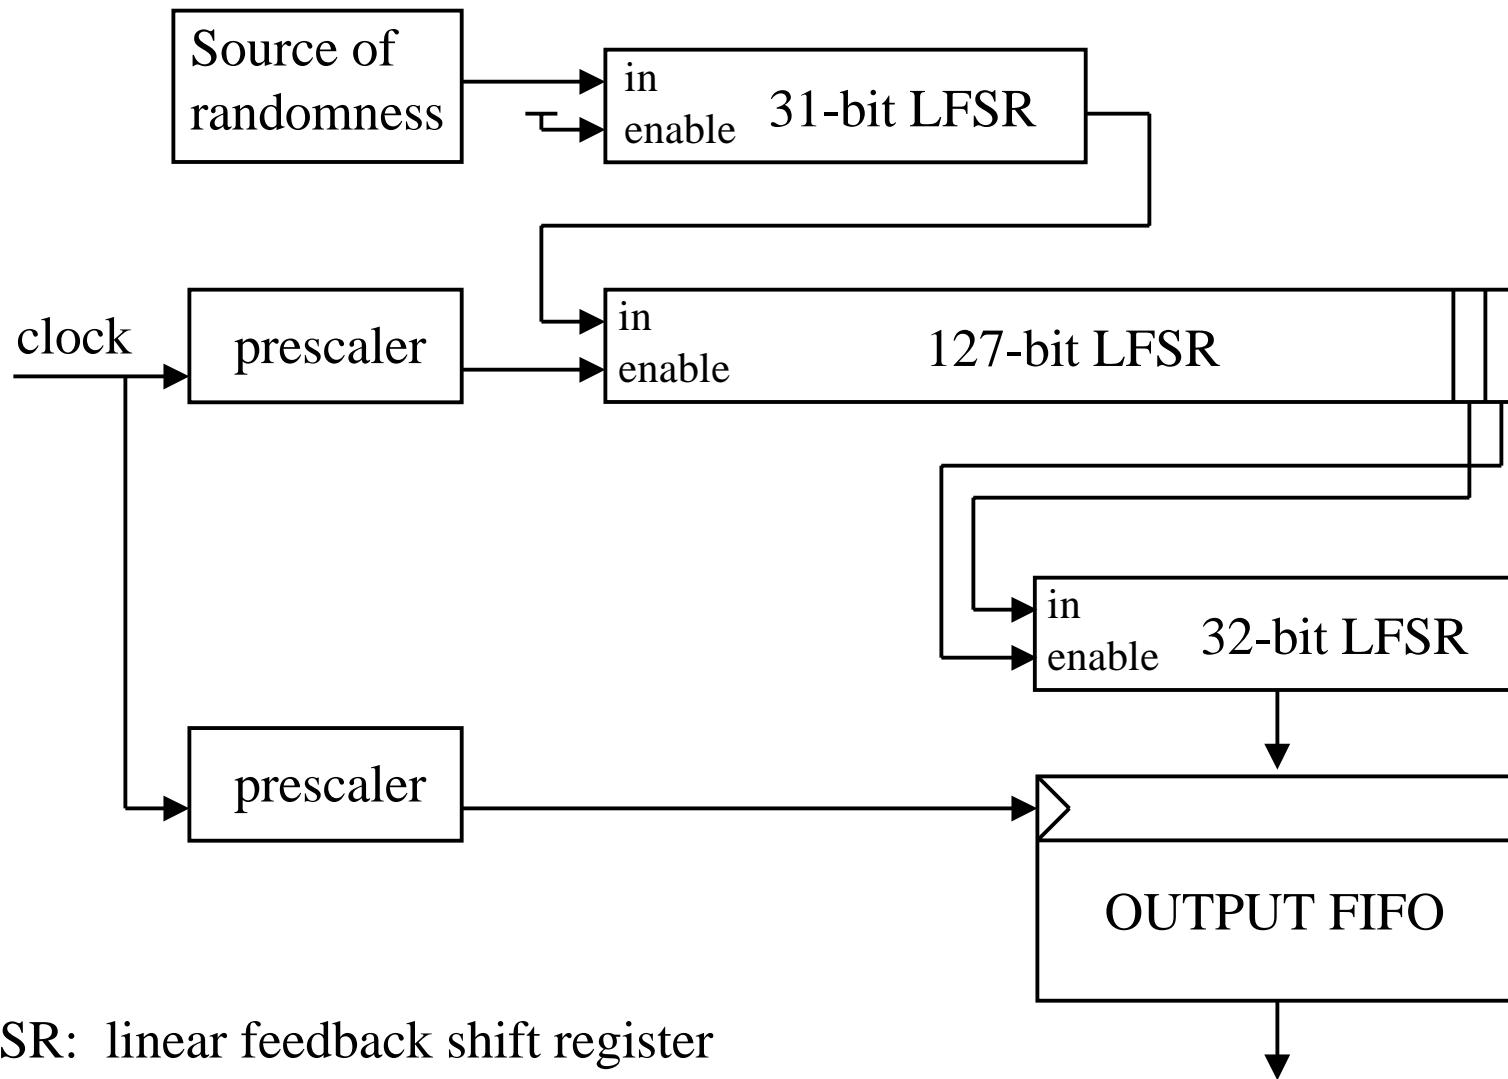 Source of
randomness
in
enable
31-bit LFSR
clock
prescaler
in
enable
127-bit LFSR
in
enable
32-bit LFSR
prescaler
OUTPUT FIFO
SR: linear feedback shift register